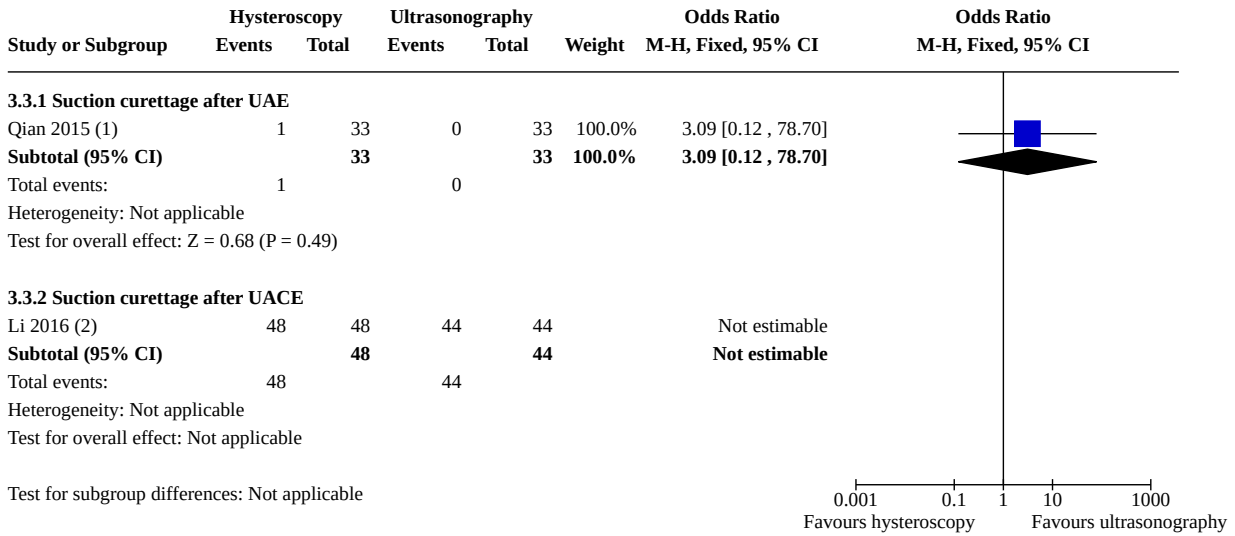 Hysteroscopy Ultrasonography Odds Ratio Odds Ratio
Study or Subgroup Events Total Events Total Weight M-H, Fixed, 95% CI M-H, Fixed, 95% CI
3.3.1 Suction curettage after UAE
Qian 2015 (1) 1 33 0 33 100.0% 3.09 [0.12 , 78.70]
Subtotal (95% CI) 33 33 100.0% 3.09 [0.12 , 78.70]
Total events: 1 0
Heterogeneity: Not applicable
Test for overall effect: Z = 0.68 (P = 0.49)
3.3.2 Suction curettage after UACE
Li 2016 (2) 48 48 44 44 Not estimable
Subtotal (95% CI) 48 44 Not estimable
Total events: 48 44
Heterogeneity: Not applicable
Test for overall effect: Not applicable
Test for subgroup differences: Not applicable
0.001 0.1 1 10 1000
Favours hysteroscopy Favours ultrasonography